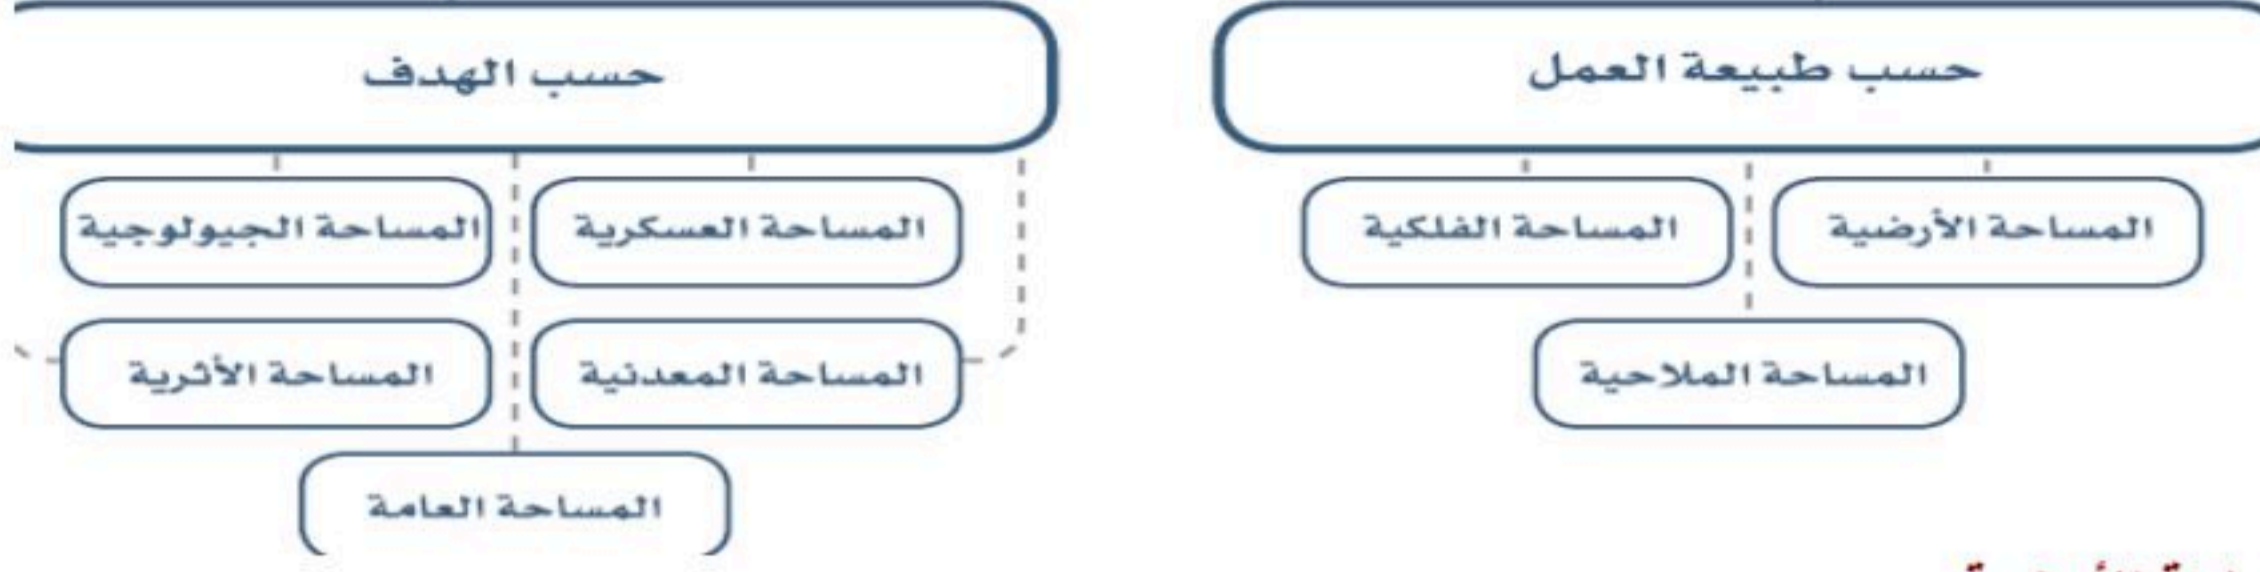 حسب طبيعة العمل
المساحة الأرضية
المساحة الفلكية
المساحة الملاحية
حسب الهدف
المساحة العسكرية
المساحة الجيولوجية
المساحة المعدنية
المساحة الأثرية
المساحة العامة